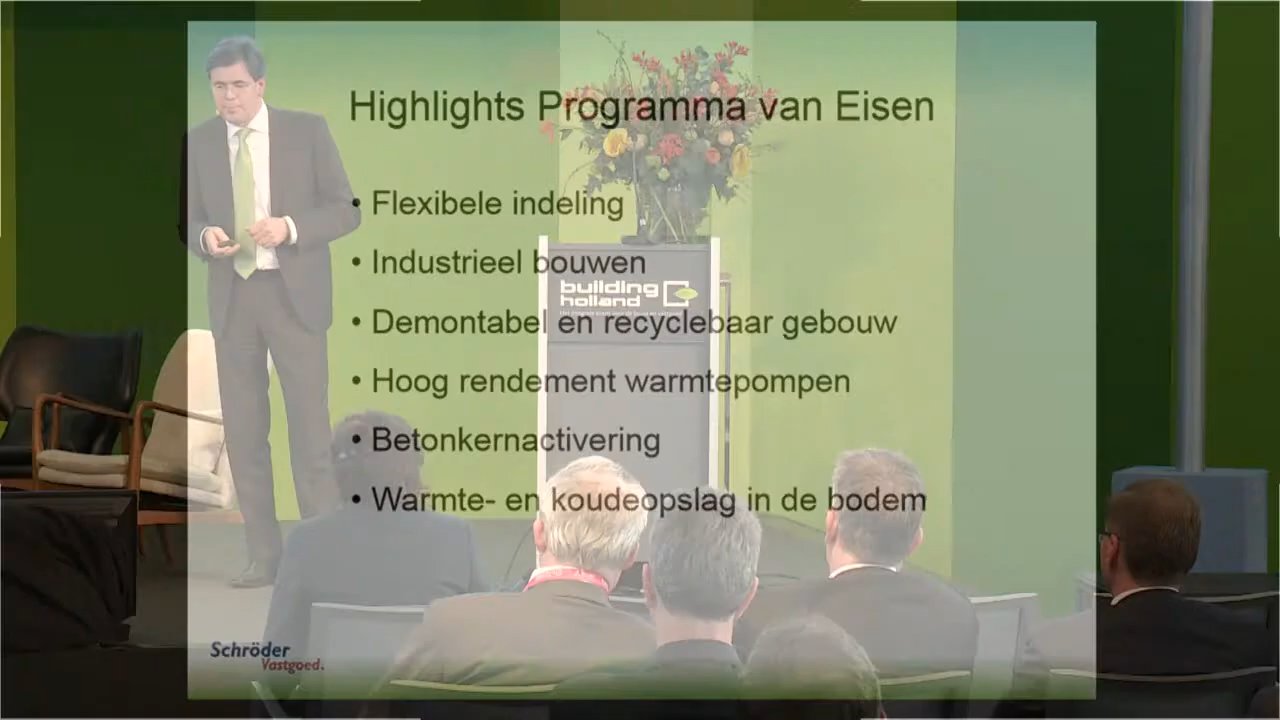 Highlights Programma van Eisen
• Flexibele indeling
• Industrieel bouwen
building
holland
• Demontabel en recyclebaar gebouw
• Hoog rendement warmtepompen
• Betonkernactivering
• Warmte- en koudeopslag in de bodem
Schröder
Vastgoed.